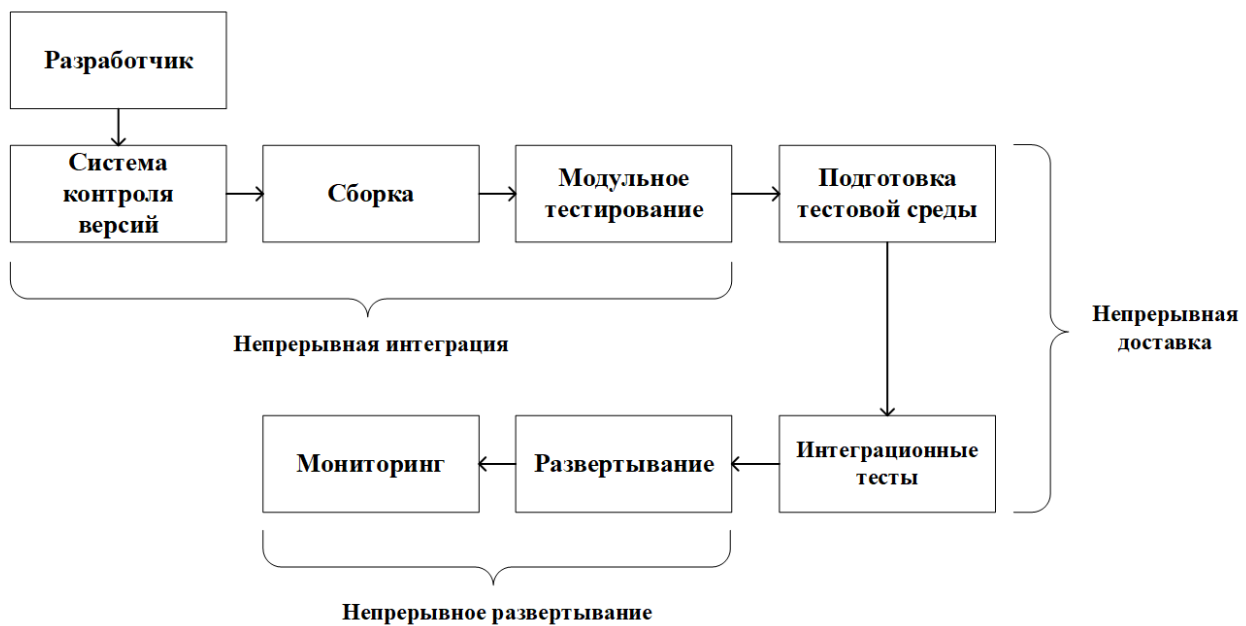 Разработчик
Система
контроля
версий
Сборка
Модульное
тестирование
Подготовка
тестовой среды
Непрерывная интеграция
Непрерывная
доставка
Мониторинг
Развертывание
Интеграционные
тесты
Непрерывное развертывание